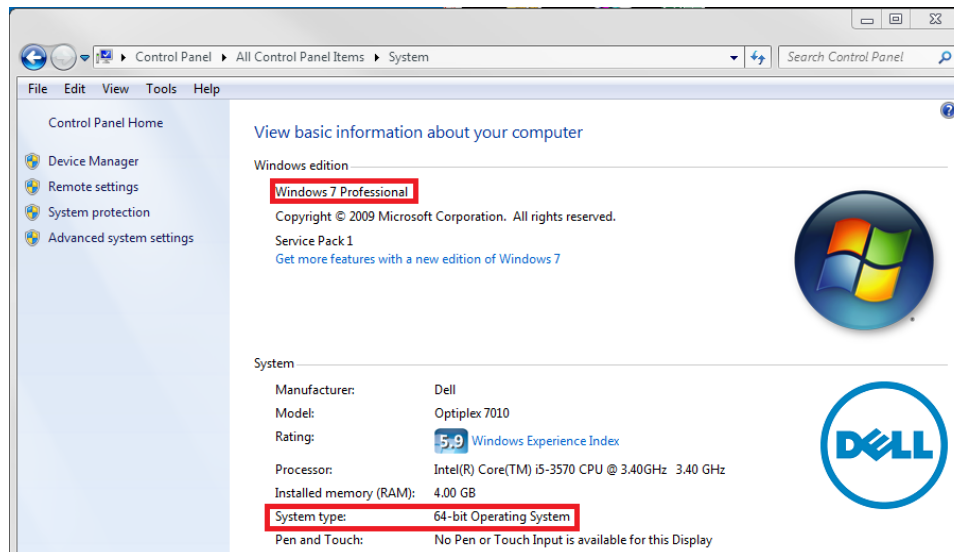 Control Panel All Control Panel Items System Search Control Panel
File Edit View Tools Help
Control Panel Home
Device Manager
Remote settings
System protection
Advanced system settings
View basic information about your computer
Windows edition
Windows 7 Professional
Copyright © 2009 Microsoft Corporation. All rights reserved.
Service Pack 1
Get more features with a new edition of Windows 7
System
Manufacturer: Dell
Model: Optiplex 7010
Rating: 5.9 Windows Experience Index
Processor: Intel(R) Core(TM) i5-3570 CPU @ 3.40GHz 3.40 GHz
Installed memory (RAM): 4.00 GB
System type: 64-bit Operating System
Pen and Touch: No Pen or Touch Input is available for this Display
DELL